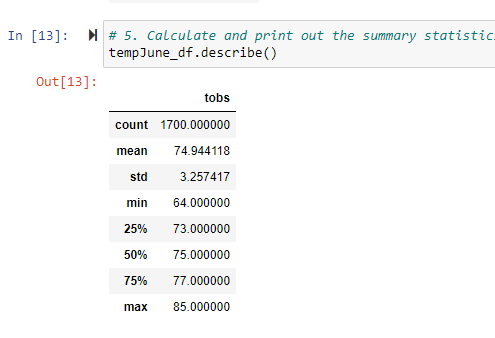 In [13]:
# 5. Calculate and print out the summary statistics
tempJune_df.describe()
Out[13]:
tobs
count 1700.000000
mean 74.944118
std 3.257417
min 64.000000
25% 73.000000
50% 75.000000
75% 77.000000
max 85.000000